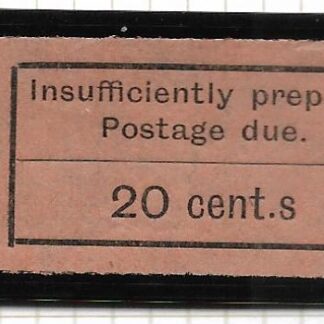 Insufficiently prep
Postage due.
20 cent.s